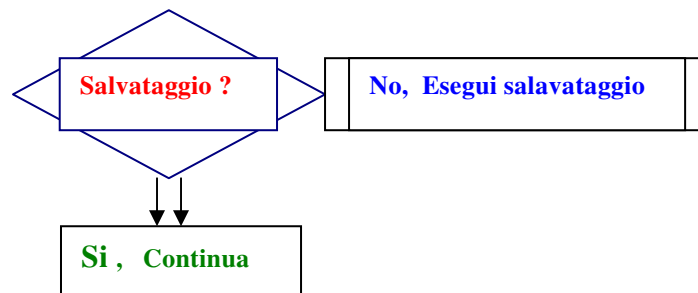 Salvataggio ?
No, Esegui salavataggio
Si , Continua